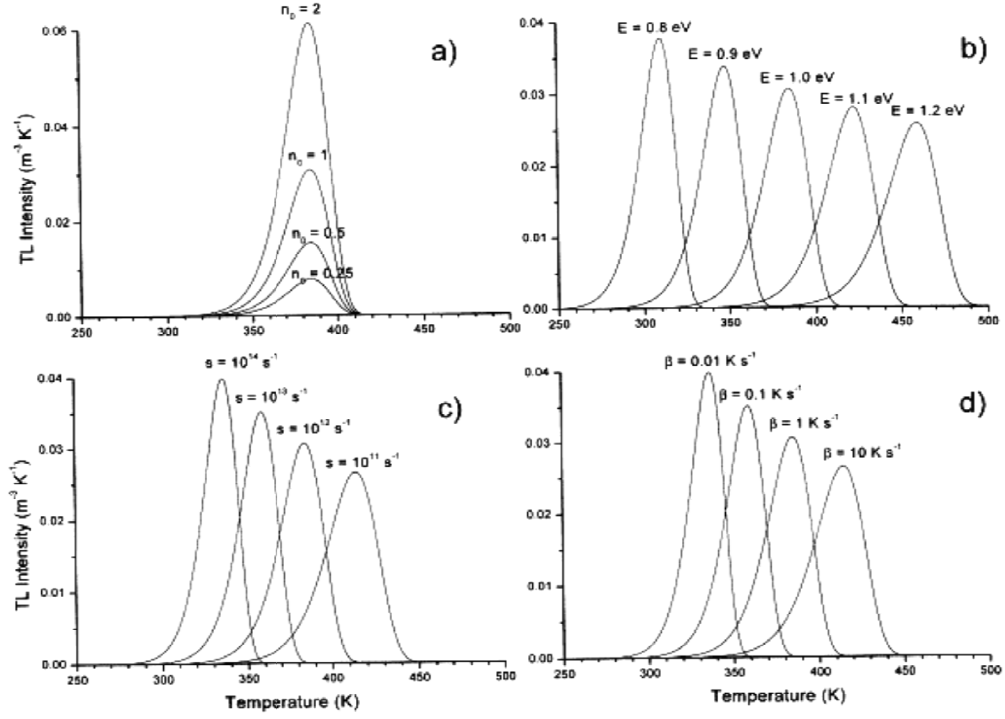 n₀ = 2
a)
n₀ = 1
n₀ = 0.5
n₀ = 0.25
TL Intensity (m⁻³ K⁻¹)
0.06
0.04
0.02
0.00
250 300 350 400 450 500
E = 0.8 eV
b)
E = 0.9 eV
E = 1.0 eV
E = 1.1 eV
E = 1.2 eV
0.04
0.03
0.02
0.01
0.00
250 300 350 400 450 500
s = 10¹⁴ s⁻¹
c)
s = 10¹³ s⁻¹
s = 10¹² s⁻¹
s = 10¹¹ s⁻¹
TL Intensity (m⁻³ K⁻¹)
0.04
0.03
0.02
0.01
0.00
250 300 350 400 450 500
Temperature (K)
β = 0.01 K s⁻¹
d)
β = 0.1 K s⁻¹
β = 1 K s⁻¹
β = 10 K s⁻¹
0.04
0.03
0.02
0.01
0.00
250 300 350 400 450 500
Temperature (K)